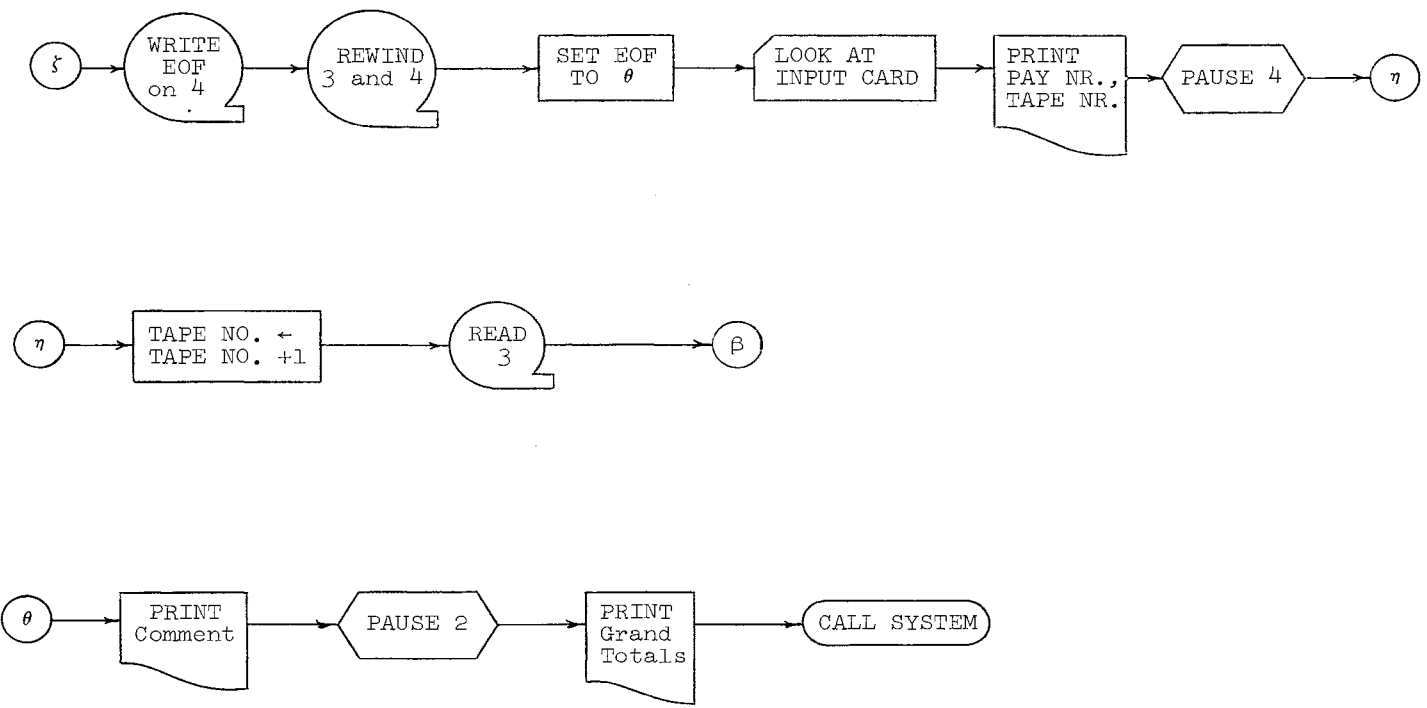 ζ
WRITE
EOF
on 4
REWIND
3 and 4
SET EOF
TO θ
LOOK AT
INPUT CARD
PRINT
PAY NR.,
TAPE NR.
PAUSE 4
η
η
TAPE NO. ←
TAPE NO. +1
READ
3
β
θ
PRINT
Comment
PAUSE 2
PRINT
Grand
Totals
CALL SYSTEM